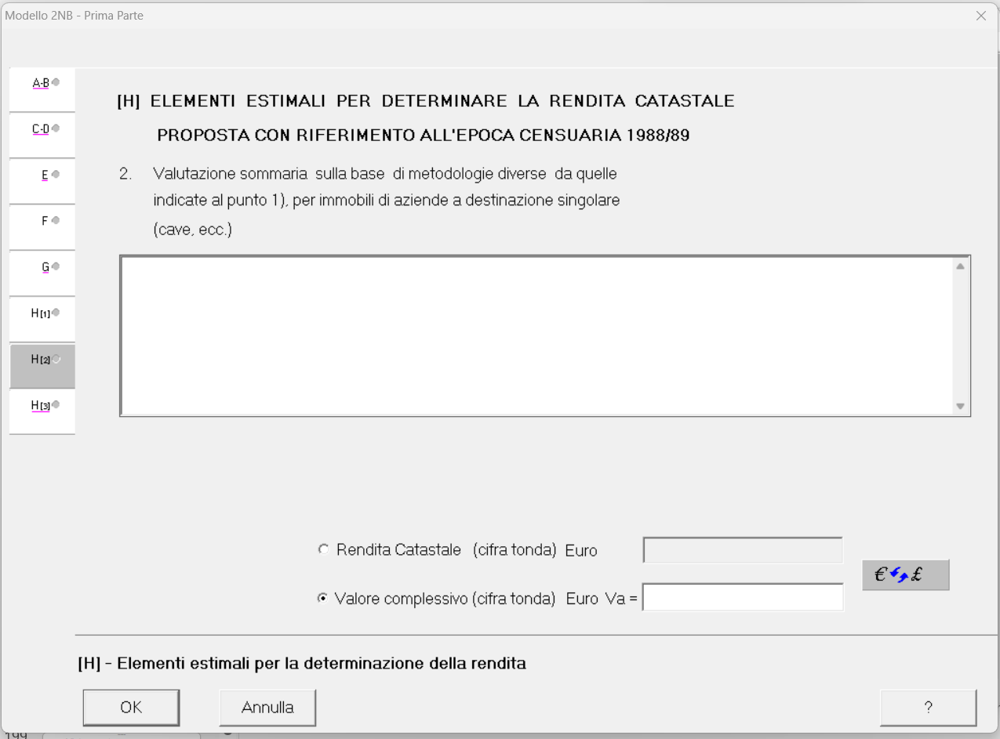 Modello 2NB - Prima Parte
A-B
C-D
E
F
G
H[1]
H[2]
H[3]
[H] ELEMENTI ESTIMALI PER DETERMINARE LA RENDITA CATASTALE
PROPOSTA CON RIFERIMENTO ALL'EPOCA CENSUARIA 1988/89
2. Valutazione sommaria sulla base di metodologie diverse da quelle
indicate al punto 1), per immobili di aziende a destinazione singolare
(cave, ecc.)
Rendita Catastale (cifra tonda) Euro
Valore complessivo (cifra tonda) Euro Va =
€ £
[H] - Elementi estimali per la determinazione della rendita
OK
Annulla
?
199